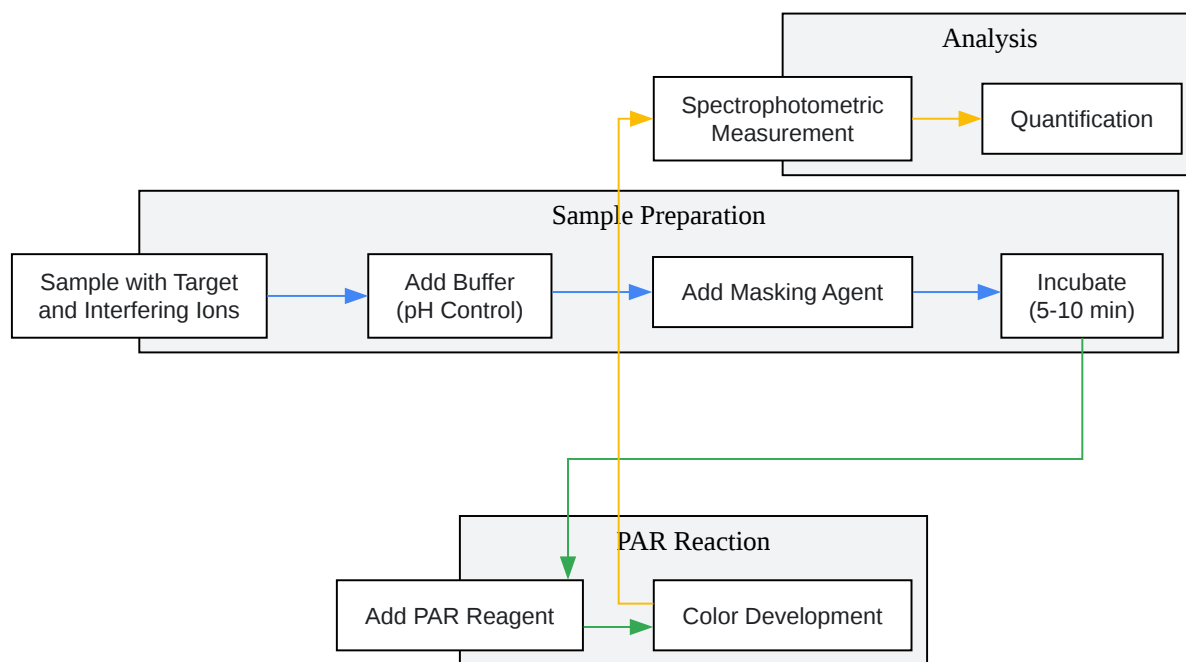 Analysis
Spectrophotometric
Measurement
Quantification
Sample Preparation
Sample with Target
and Interfering Ions
Add Buffer
(pH Control)
Add Masking Agent
Incubate
(5-10 min)
PAR Reaction
Add PAR Reagent
Color Development